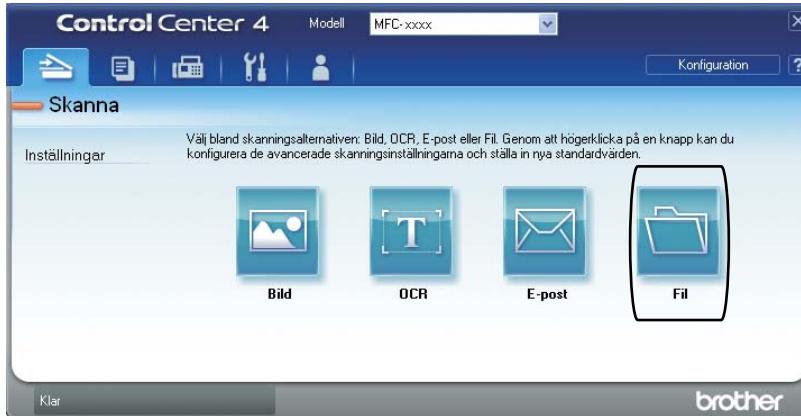 Control Center 4
Modell
MFC-xxxx
Konfiguration
?
Skanna
Inställningar
Välj bland skanningsalternativen: Bild, OCR, E-post eller Fil. Genom att högerklicka på en knapp kan du
konfigurera de avancerade skanningsinställningarna och ställa in nya standardvärden.
T
Bild
OCR
E-post
Fil
Klar
brother